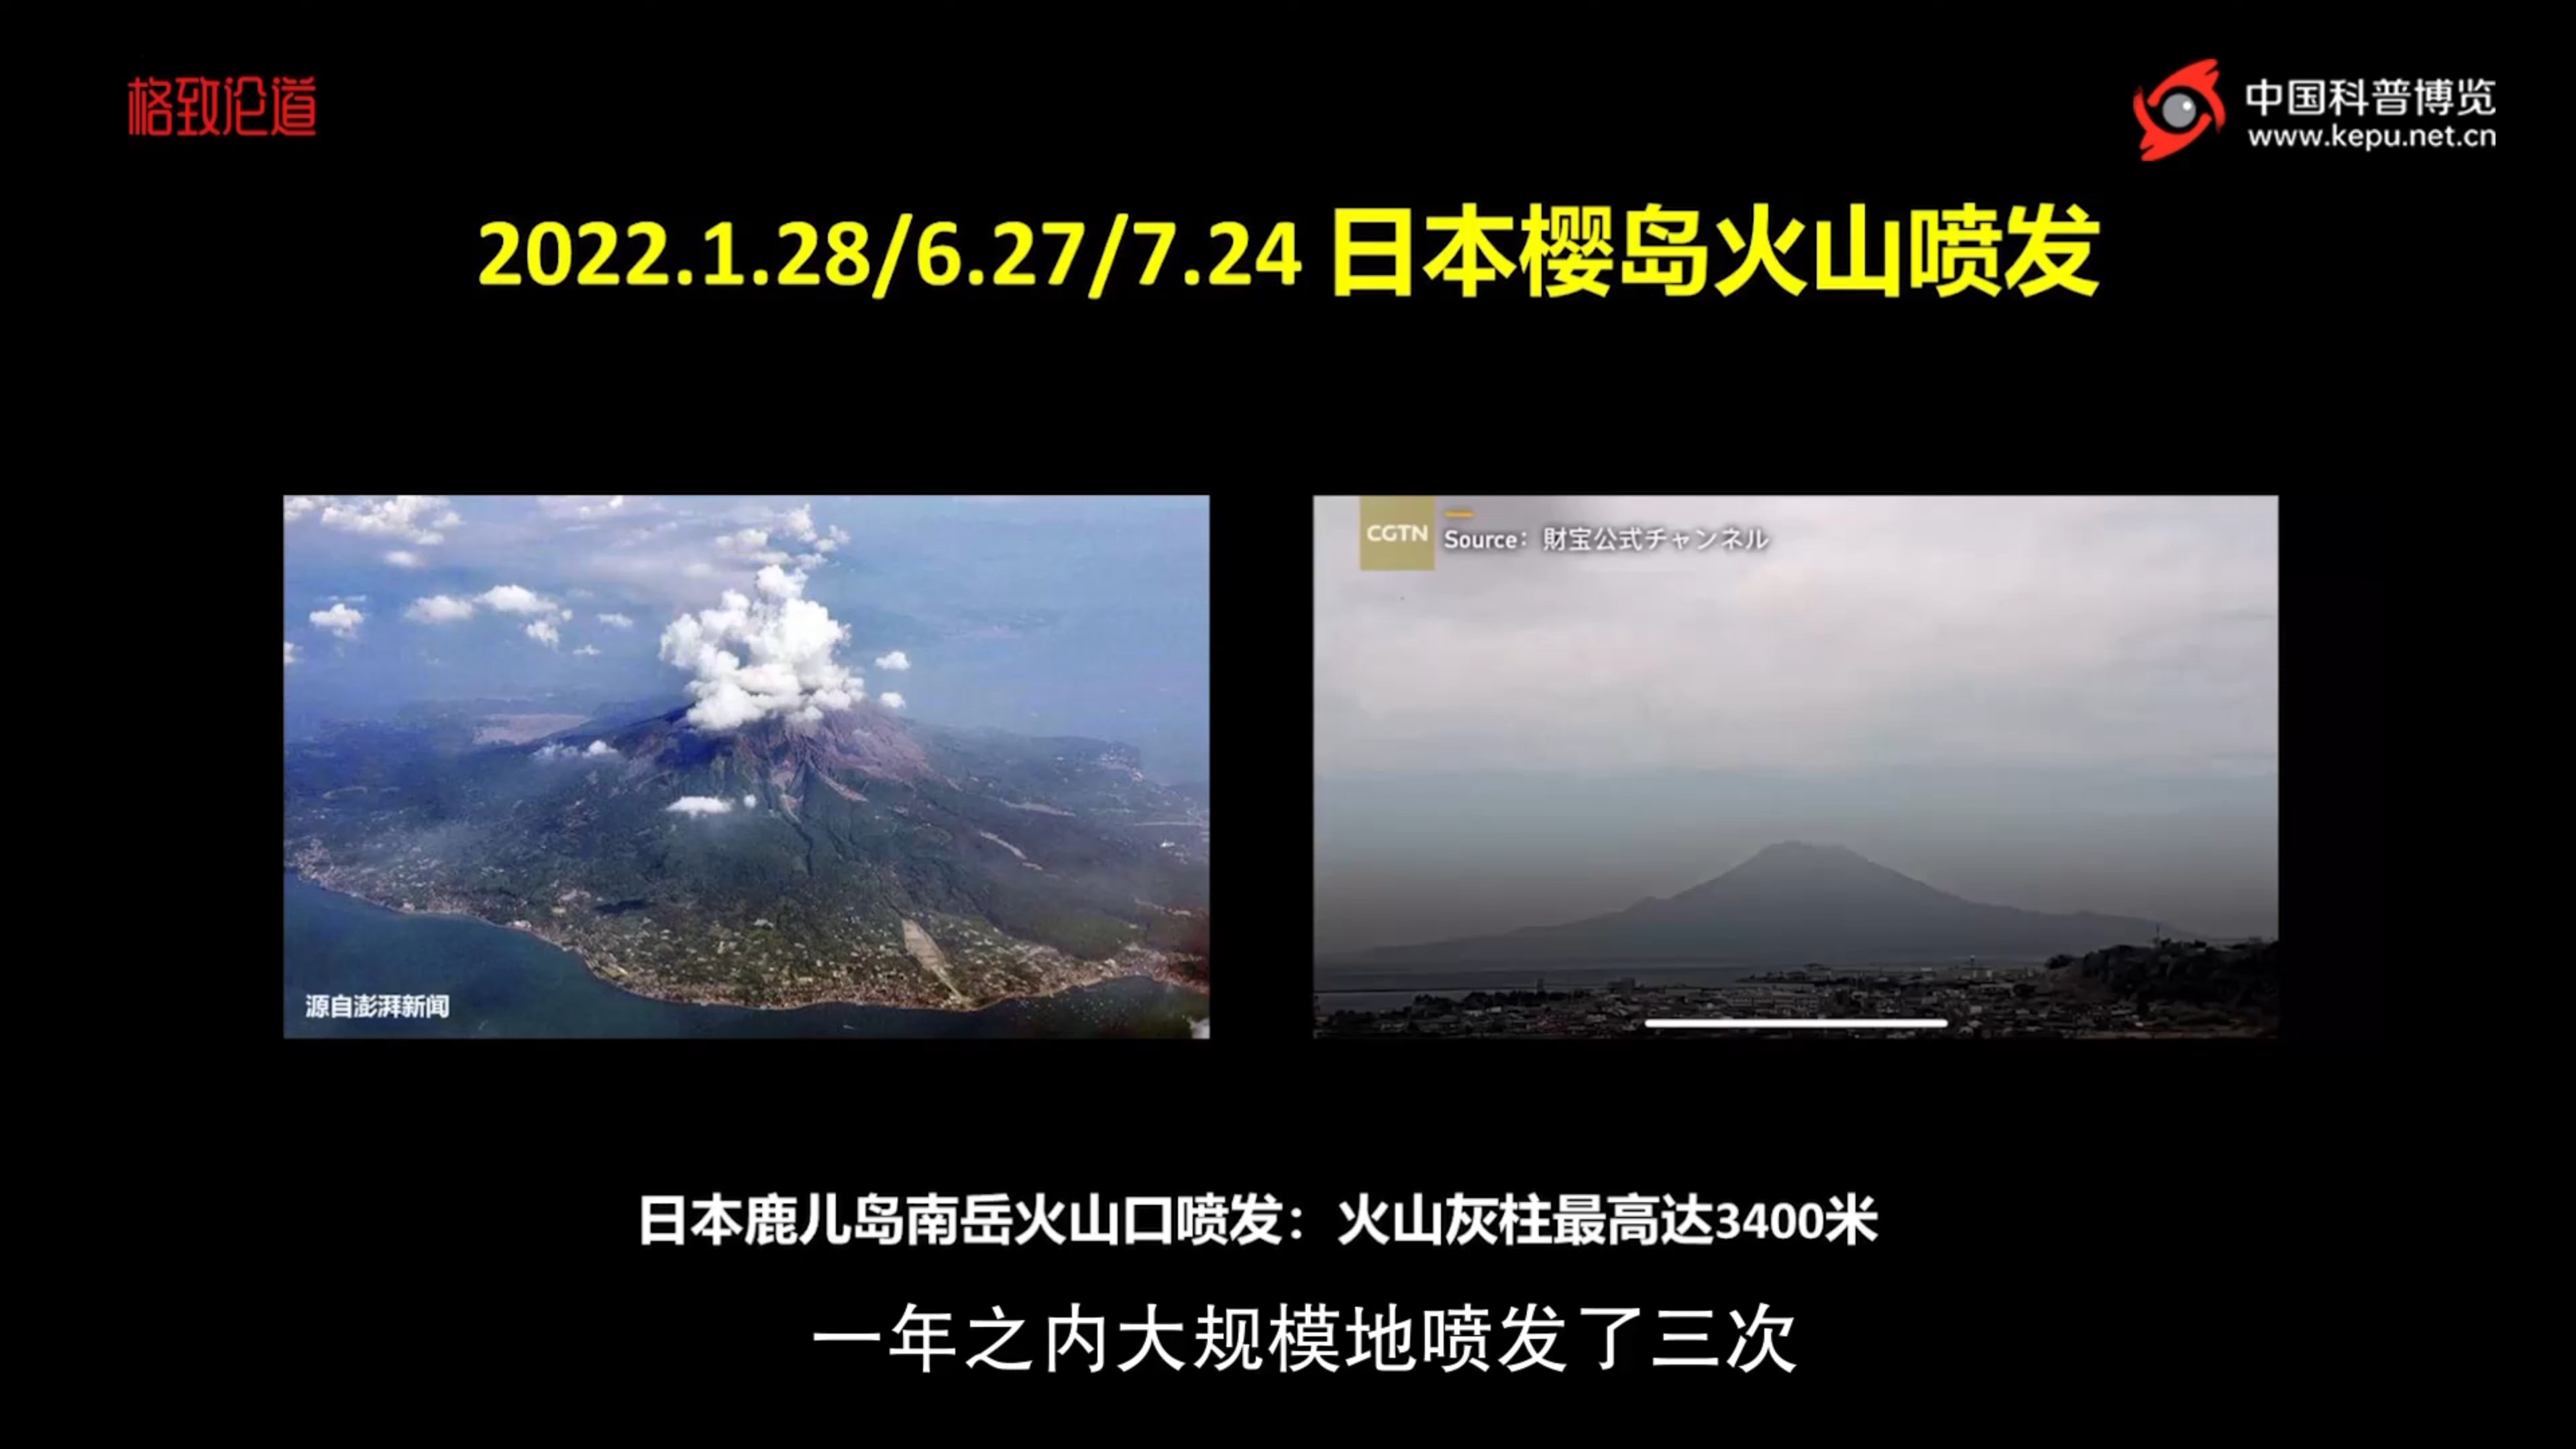 格致论道
中国科普博览
www.kepu.net.cn
2022.1.28/6.27/7.24 日本樱岛火山喷发
源自澎湃新闻
CGTN
Source：財宝公式チャンネル
日本鹿儿岛南岳火山口喷发：火山灰柱最高达3400米
一年之内大规模地喷发了三次